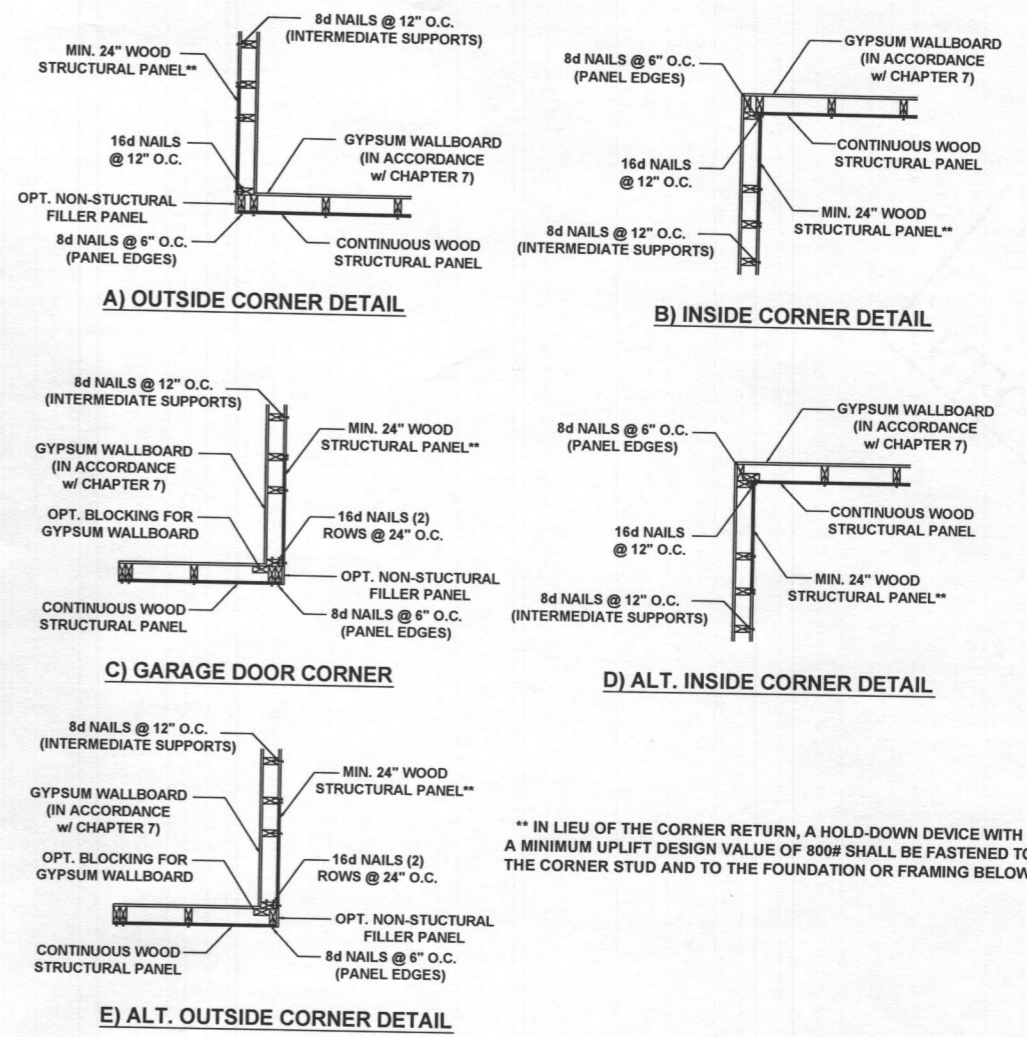 8d NAILS @ 12" O.C.
(INTERMEDIATE SUPPORTS)
MIN. 24" WOOD
STRUCTURAL PANEL**
16d NAILS
@ 12" O.C.
GYPSUM WALLBOARD
(IN ACCORDANCE
w/ CHAPTER 7)
OPT. NON-STUCTURAL
FILLER PANEL
8d NAILS @ 6" O.C.
(PANEL EDGES)
CONTINUOUS WOOD
STRUCTURAL PANEL
A) OUTSIDE CORNER DETAIL
GYPSUM WALLBOARD
(IN ACCORDANCE
w/ CHAPTER 7)
8d NAILS @ 6" O.C.
(PANEL EDGES)
CONTINUOUS WOOD
STRUCTURAL PANEL
16d NAILS
@ 12" O.C.
MIN. 24" WOOD
STRUCTURAL PANEL**
8d NAILS @ 12" O.C.
(INTERMEDIATE SUPPORTS)
B) INSIDE CORNER DETAIL
8d NAILS @ 12" O.C.
(INTERMEDIATE SUPPORTS)
MIN. 24" WOOD
STRUCTURAL PANEL**
GYPSUM WALLBOARD
(IN ACCORDANCE
w/ CHAPTER 7)
OPT. BLOCKING FOR
GYPSUM WALLBOARD
16d NAILS (2)
ROWS @ 24" O.C.
OPT. NON-STUCTURAL
FILLER PANEL
CONTINUOUS WOOD
STRUCTURAL PANEL
8d NAILS @ 6" O.C.
(PANEL EDGES)
C) GARAGE DOOR CORNER
GYPSUM WALLBOARD
(IN ACCORDANCE
w/ CHAPTER 7)
8d NAILS @ 6" O.C.
(PANEL EDGES)
CONTINUOUS WOOD
STRUCTURAL PANEL
16d NAILS
@ 12" O.C.
MIN. 24" WOOD
STRUCTURAL PANEL**
8d NAILS @ 12" O.C.
(INTERMEDIATE SUPPORTS)
D) ALT. INSIDE CORNER DETAIL
8d NAILS @ 12" O.C.
(INTERMEDIATE SUPPORTS)
MIN. 24" WOOD
STRUCTURAL PANEL**
GYPSUM WALLBOARD
(IN ACCORDANCE
w/ CHAPTER 7)
OPT. BLOCKING FOR
GYPSUM WALLBOARD
16d NAILS (2)
ROWS @ 24" O.C.
OPT. NON-STUCTURAL
FILLER PANEL
CONTINUOUS WOOD
STRUCTURAL PANEL
8d NAILS @ 6" O.C.
(PANEL EDGES)
E) ALT. OUTSIDE CORNER DETAIL
** IN LIEU OF THE CORNER RETURN, A HOLD-DOWN DEVICE WITH
A MINIMUM UPLIFT DESIGN VALUE OF 800# SHALL BE FASTENED TO
THE CORNER STUD AND TO THE FOUNDATION OR FRAMING BELOW